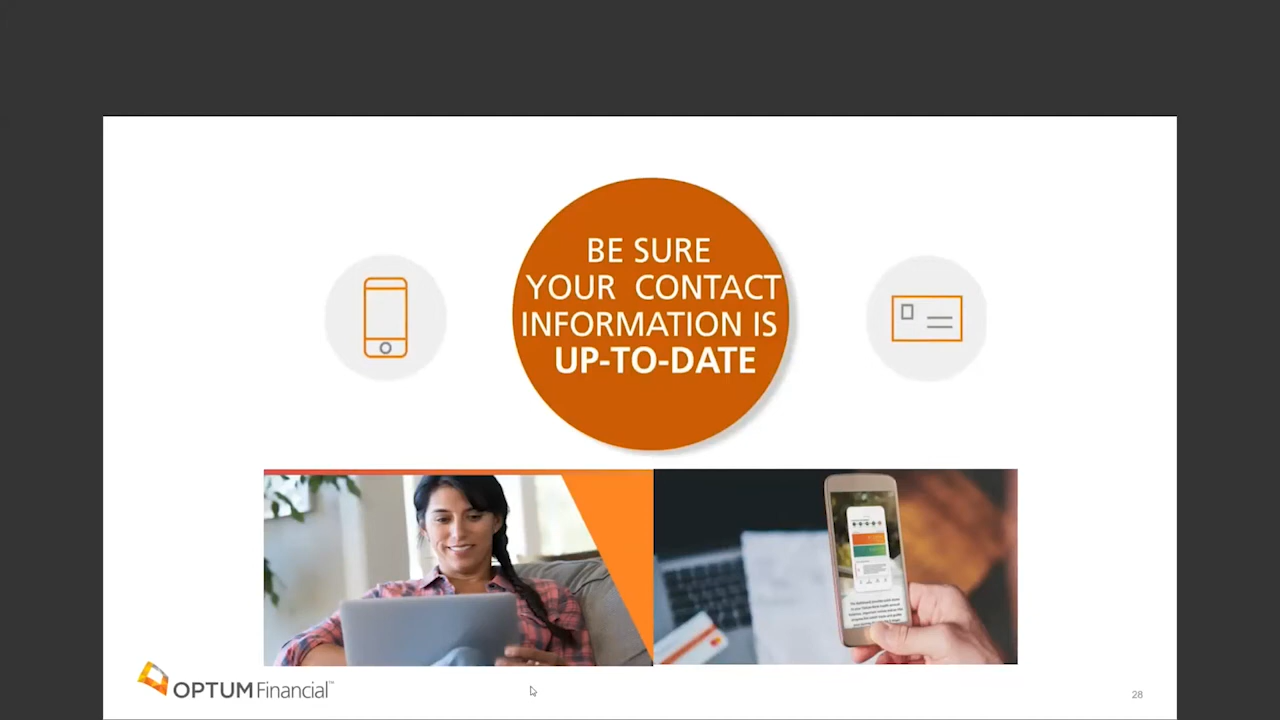 BE SURE
YOUR CONTACT
INFORMATION IS
UP-TO-DATE
OPTUM Financial™
28